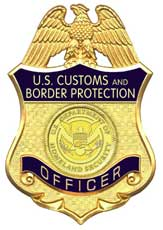 U.S. CUSTOMS AND
BORDER PROTECTION
U.S. DEPARTMENT OF
HOMELAND SECURITY
OFFICER